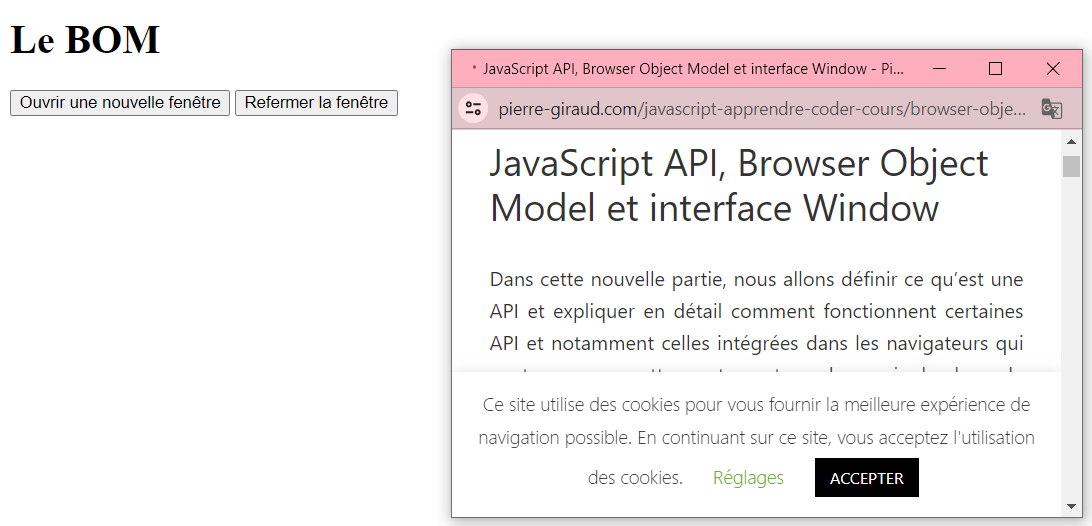 Le BOM
Ouvrir une nouvelle fenêtre Refermer la fenêtre
JavaScript API, Browser Object Model et interface Window - Pi...
pierre-giraud.com/javascript-apprendre-coder-cours/browser-obje...
JavaScript API, Browser Object
Model et interface Window
Dans cette nouvelle partie, nous allons définir ce qu’est une
API et expliquer en détail comment fonctionnent certaines
API et notamment celles intégrées dans les navigateurs qui
Ce site utilise des cookies pour vous fournir la meilleure expérience de
navigation possible. En continuant sur ce site, vous acceptez l'utilisation
des cookies. Réglages ACCEPTER